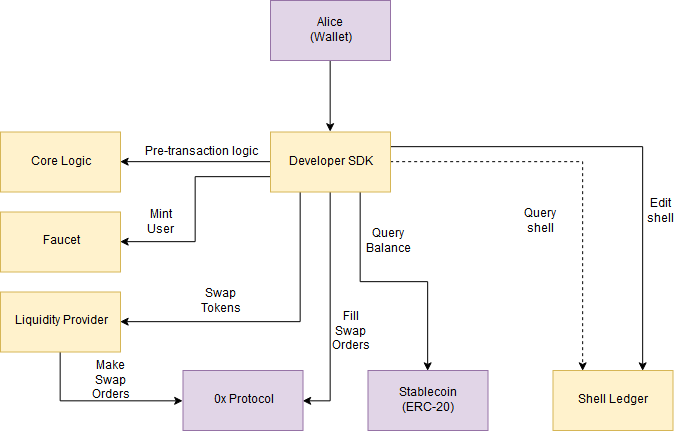 Alice
(Wallet)
Core Logic
Pre-transaction logic
Developer SDK
Mint
User
Query
shell
Edit
shell
Faucet
Query
Balance
Swap
Tokens
Liquidity Provider
Fill
Swap
Orders
Make
Swap
Orders
0x Protocol
Stablecoin
(ERC-20)
Shell Ledger